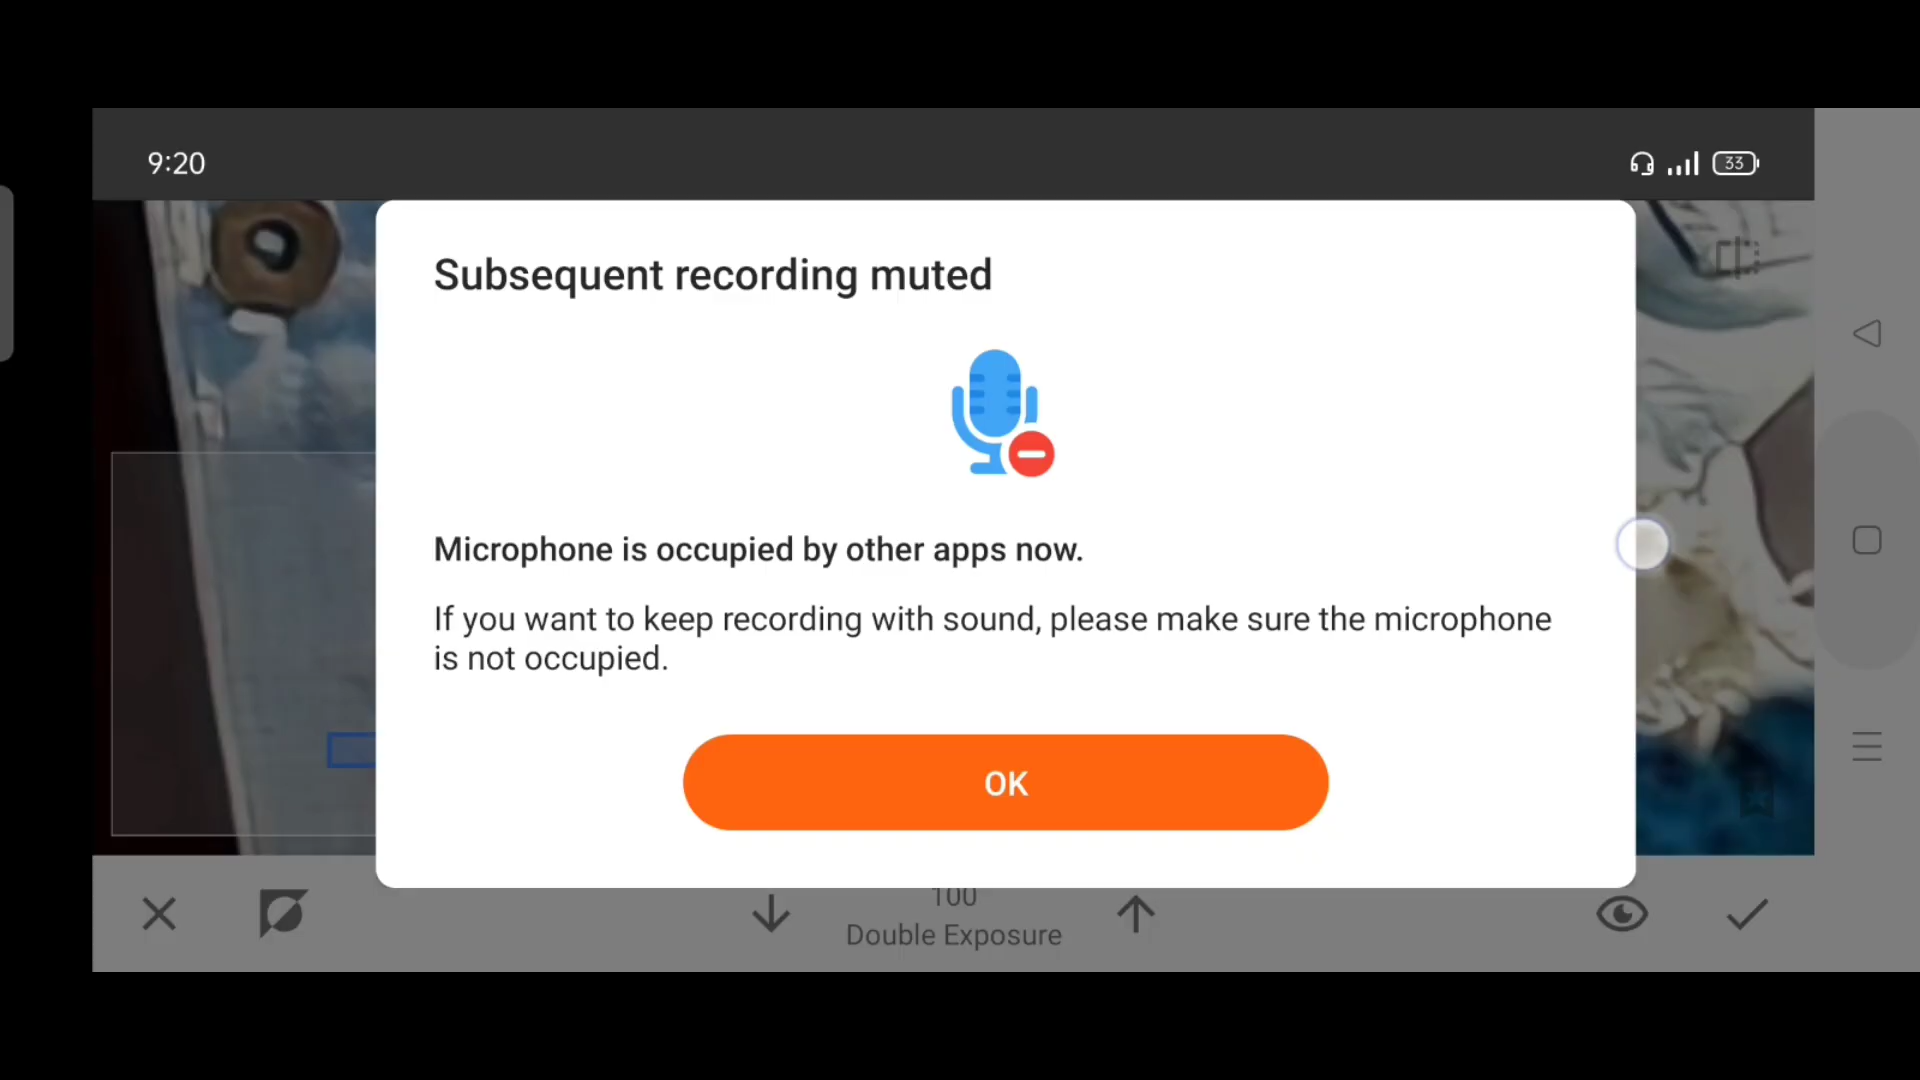 9:20
33
Subsequent recording muted
Microphone is occupied by other apps now.
If you want to keep recording with sound, please make sure the microphone
is not occupied.
OK
100
Double Exposure